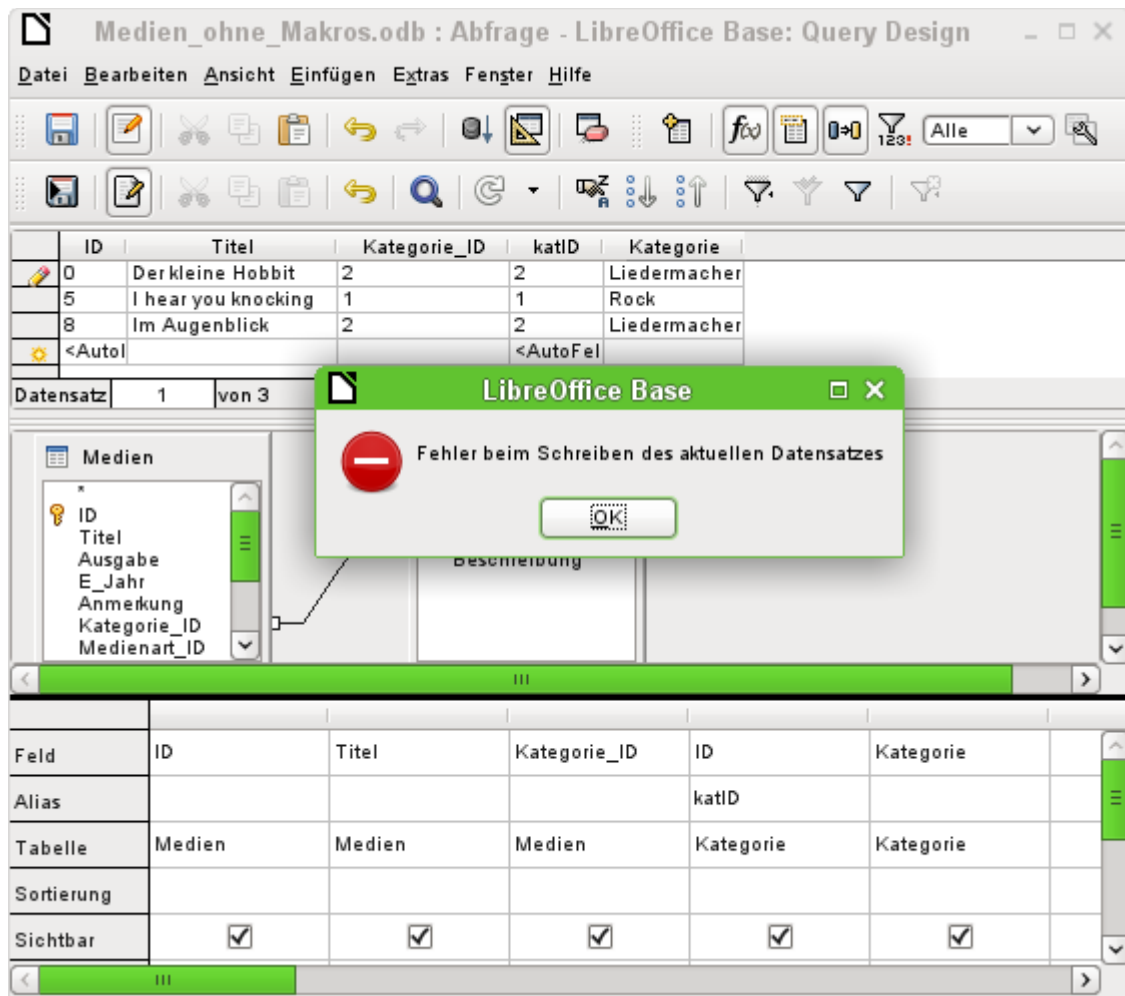 Medien_ohne_Makros.odb : Abfrage - LibreOffice Base: Query Design
Datei Bearbeiten Ansicht Einfügen Extras Fenster Hilfe
f(x) 123! Alle
Z A
ID Titel Kategorie_ID katID Kategorie
0 Der kleine Hobbit 2 2 Liedermacher
5 I hear you knocking 1 1 Rock
8 Im Augenblick 2 2 Liedermacher
<Autol <AutoFel
Datensatz 1 von 3
LibreOffice Base
Fehler beim Schreiben des aktuellen Datensatzes
OK
Medien
*
ID
Titel
Ausgabe
E_Jahr
Anmerkung
Kategorie_ID
Medienart_ID
Beschreibung
Feld ID Titel Kategorie_ID ID Kategorie
Alias katID
Tabelle Medien Medien Medien Kategorie Kategorie
Sortierung
Sichtbar